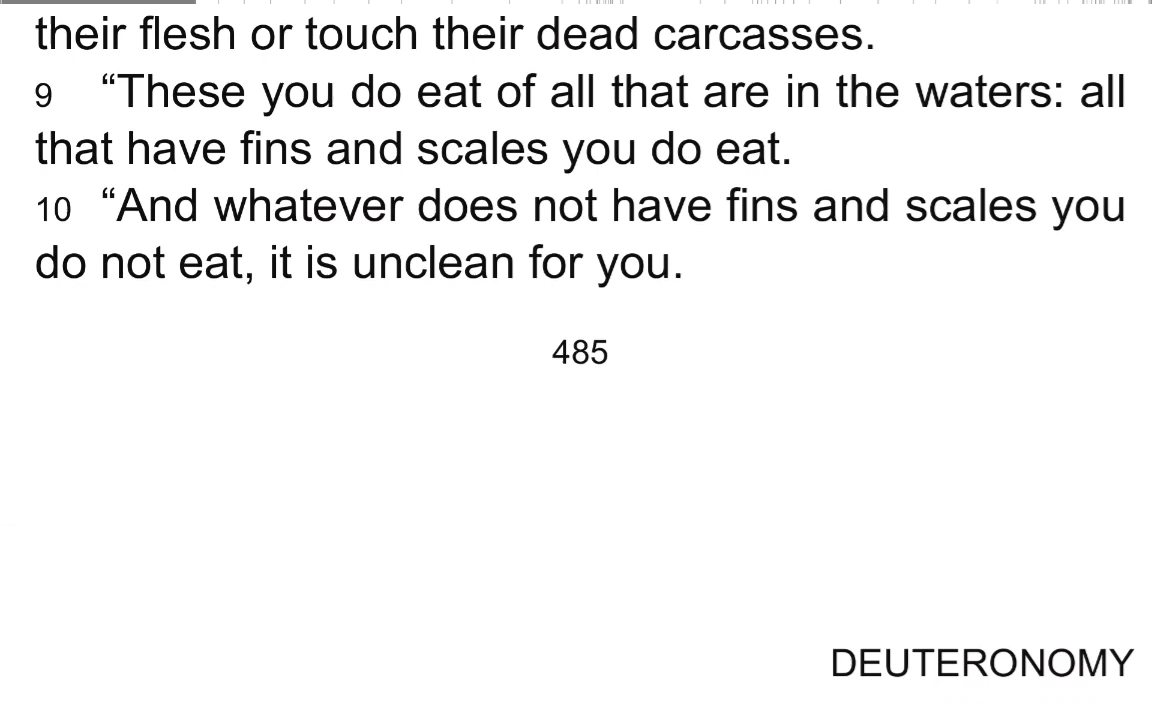 their flesh or touch their dead carcasses.
9 “These you do eat of all that are in the waters: all
that have fins and scales you do eat.
10 “And whatever does not have fins and scales you
do not eat, it is unclean for you.
485
DEUTERONOMY